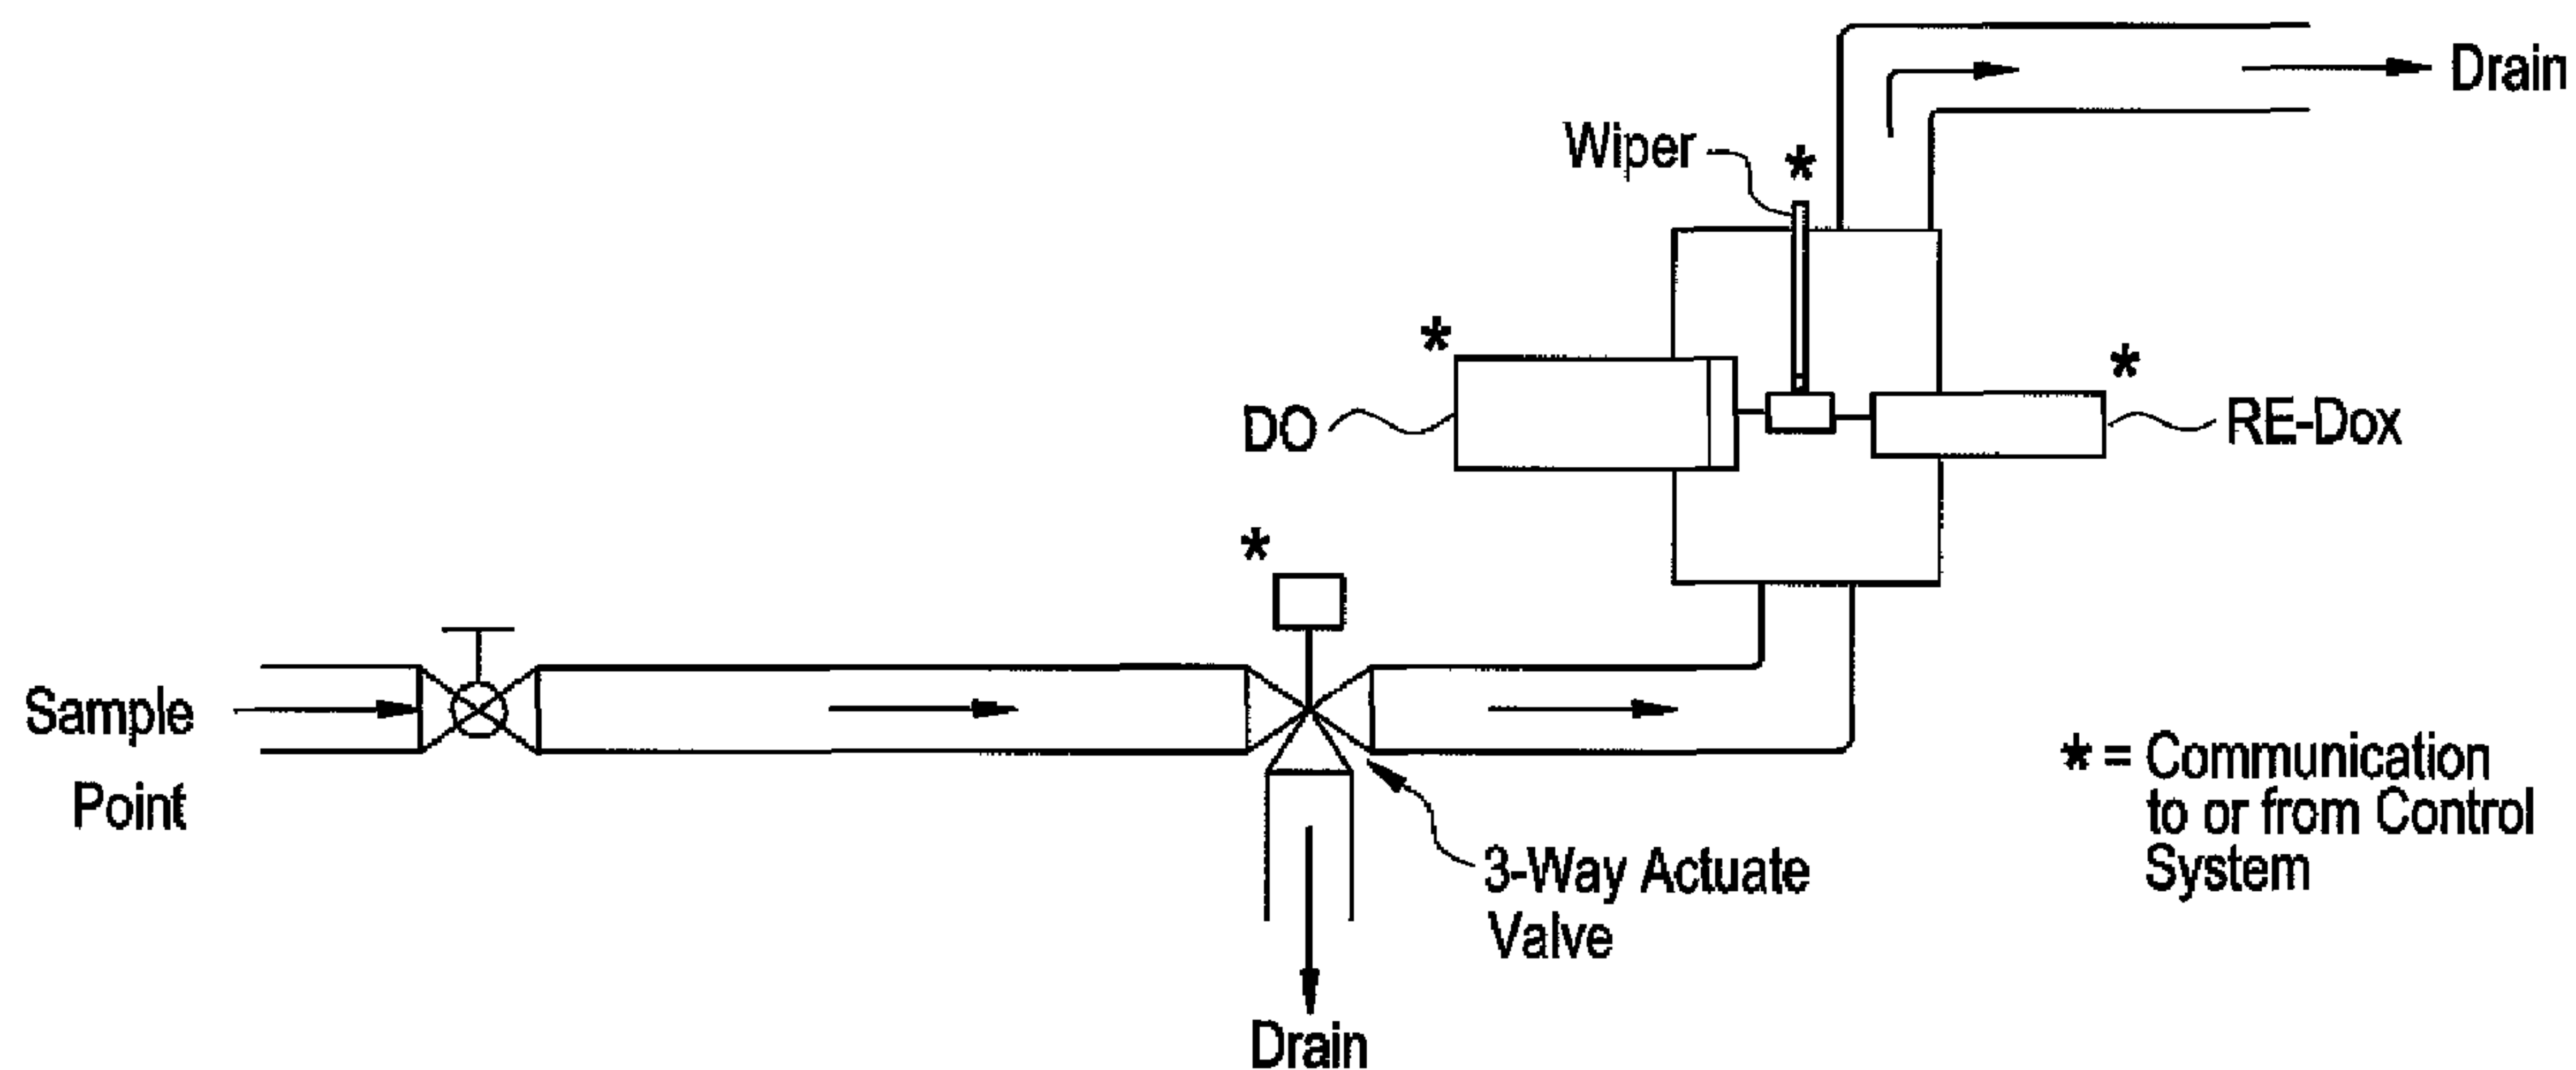 Drain
Wiper
*
*
*
DO
RE-Dox
*
Sample
Point
* = Communication
to or from Control
System
3-Way Actuate
Valve
Drain